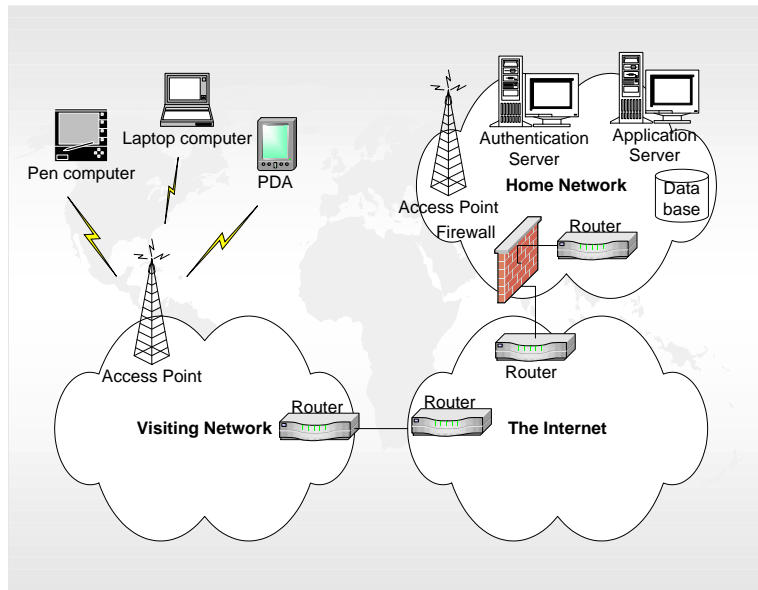 Pen computer
Laptop computer
PDA
Access Point
Visiting Network
Router
Router
The Internet
Router
Firewall
Router
Access Point
Home Network
Authentication
Server
Application
Server
Data
base